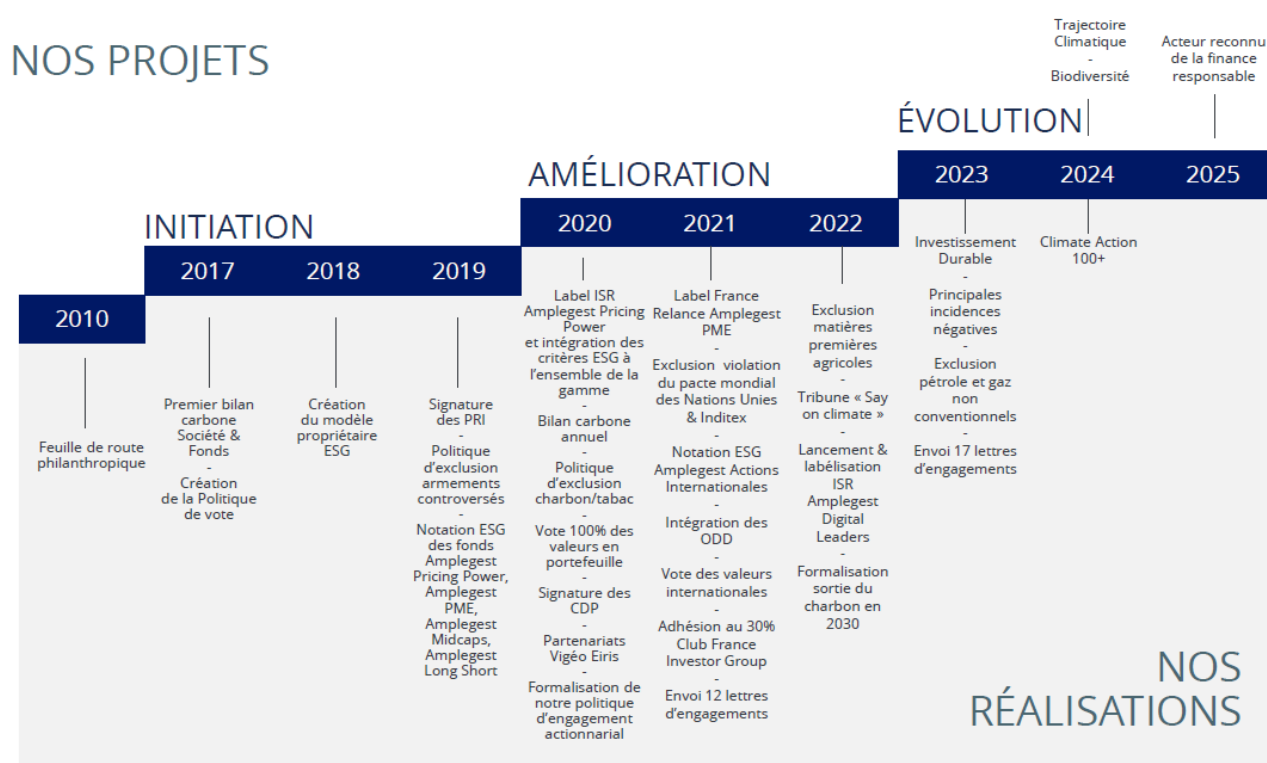 NOS PROJETS
Trajectoire
Climatique
-
Biodiversité
Acteur reconnu
de la finance
responsable
ÉVOLUTION
2023
2024
2025
AMÉLIORATION
2020
2021
2022
INITIATION
2017
2018
2019
2010
Feuille de route
philanthropique
Premier bilan
carbone
Société &
Fonds
-
Création
de la Politique
de vote
Création
du modèle
propriétaire
ESG
Signature
des PRI
-
Politique
d'exclusion
armements
controversés
-
Notation ESG
des fonds
Amplegest
Pricing Power,
Amplegest
PME,
Amplegest
Midcaps,
Amplegest
Long Short
Label ISR
Amplegest Pricing
Power
et intégration des
critères ESG à
l'ensemble de la
gamme
-
Bilan carbone
annuel
-
Politique
d'exclusion
charbon/tabac
-
Vote 100% des
valeurs en
portefeuille
-
Signature des
CDP
-
Partenariats
Vigéo Eiris
-
Formalisation de
notre politique
d'engagement
actionnarial
Label France
Relance Amplegest
PME
-
Exclusion violation
du pacte mondial
des Nations Unies
& Inditex
-
Notation ESG
Amplegest Actions
Internationales
-
Intégration des
ODD
-
Vote des valeurs
internationales
-
Adhésion au 30%
Club France
Investor Group
-
Envoi 12 lettres
d'engagements
Exclusion
matières
premières
agricoles
-
Tribune « Say
on climate »
-
Lancement &
labélisation
ISR
Amplegest
Digital
Leaders
-
Formalisation
sortie du
charbon en
2030
Investissement
Durable
-
Principales
incidences
négatives
-
Exclusion
pétrole et gaz
non
conventionnels
-
Envoi 17 lettres
d'engagements
Climate Action
100+
NOS
RÉALISATIONS